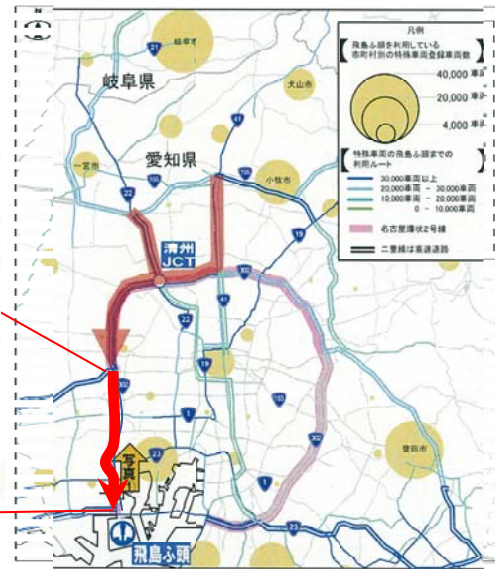 凡例
【飛島ふ頭を利用している
市町村別の特殊車両登録車両数】
40,000 車両
20,000 車両
4,000 車両
【特殊車両の飛島ふ頭までの
利用ルート】
30,000車両以上
20,000車両 － 30,000車両
10,000車両 － 20,000車両
0 － 10,000車両
名古屋環状2号線
二重線は高速道路
21
岐阜市
岐阜県
犬山市
41
一宮市
愛知県
155
155
小牧市
22
19
清州
JCT
302
41
22
302
19
153
1
302
豊田市
23
写真
1
23
飛島ふ頭